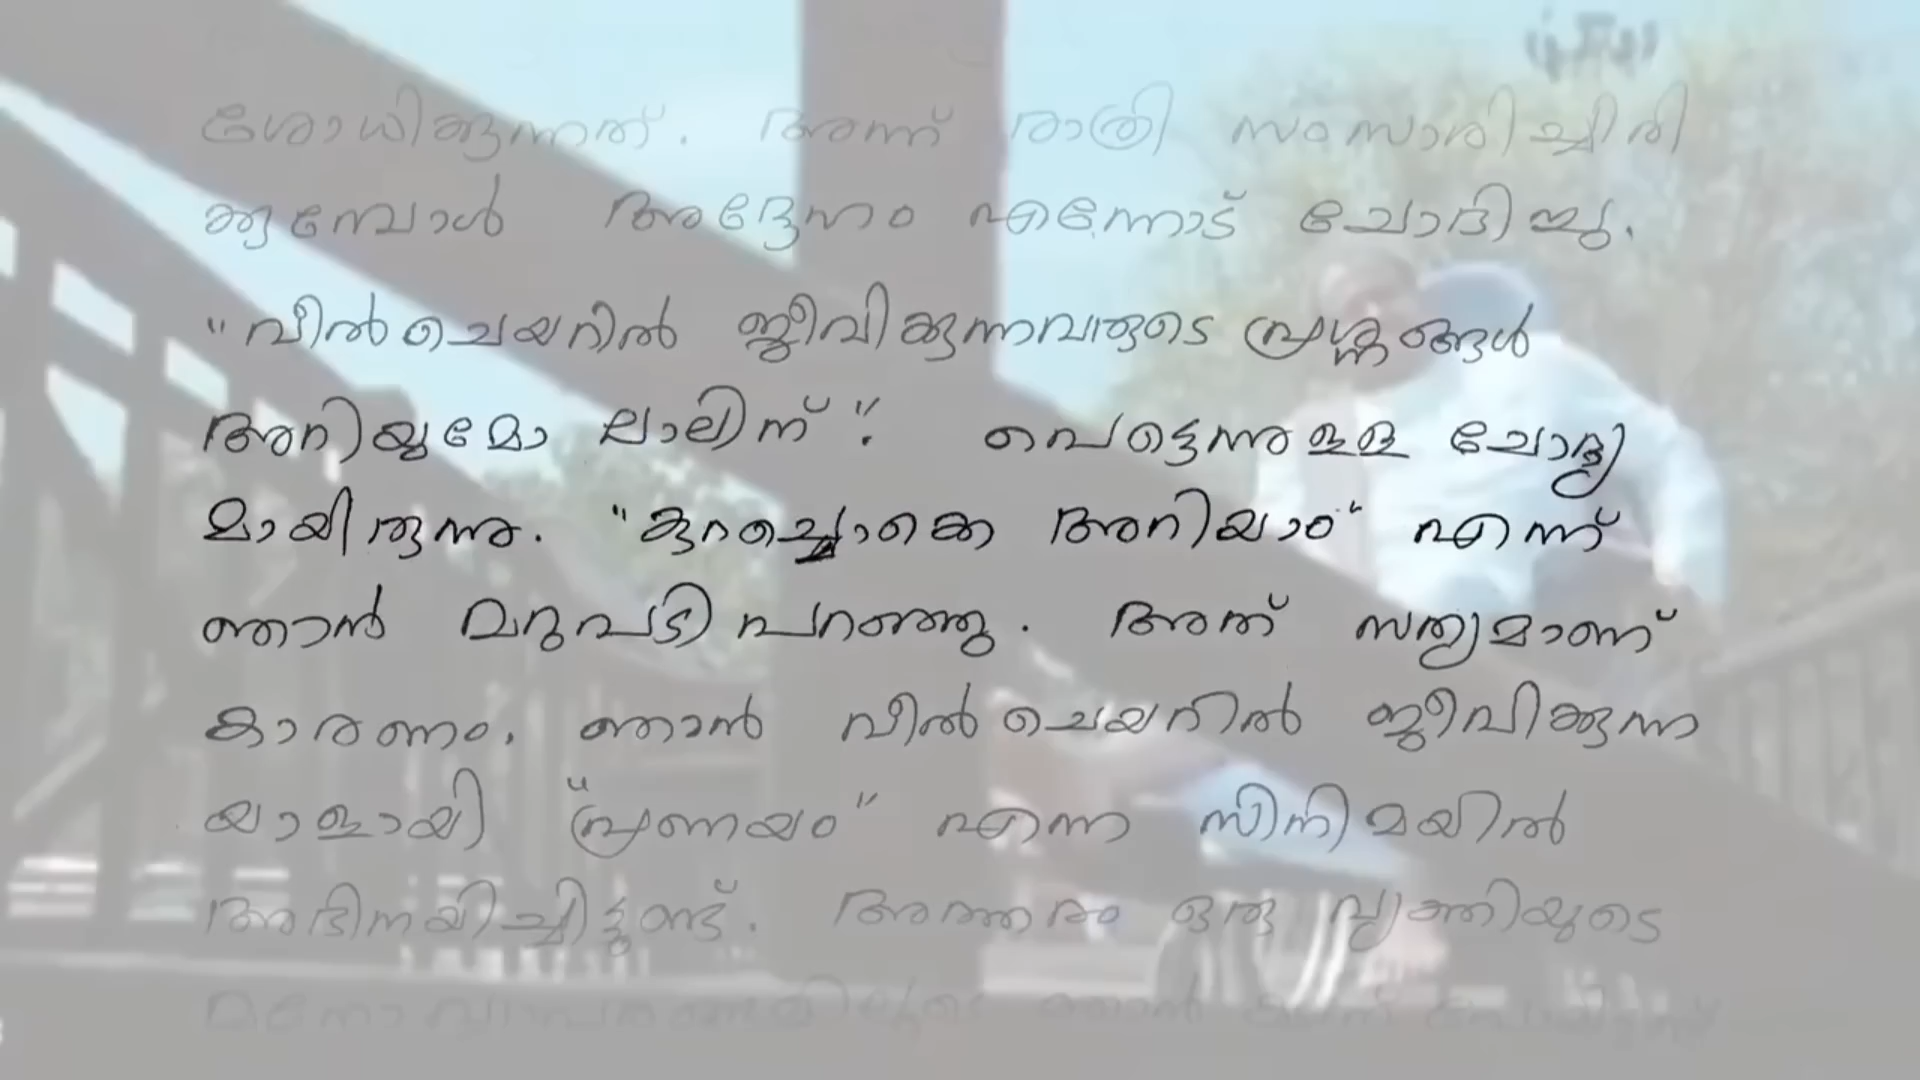 ശോധിക്കുന്നത്. അന്ന് രാത്രി സംസാരിച്ചിരി
ക്കുമ്പോൾ അദ്ദേഹം എന്നോട് ചോദിച്ചു.
"വീൽചെയറിൽ ജീവിക്കുന്നവരുടെ പ്രശ്നങ്ങൾ
അറിയുമോ ലാലിന്". പെട്ടെന്നുള്ള ചോദ്യ
മായിരുന്നു. "കുറച്ചൊക്കെ അറിയാം" എന്ന്
ഞാൻ മറുപടി പറഞ്ഞു. അത് സത്യമാണ്
കാരണം, ഞാൻ വീൽചെയറിൽ ജീവിക്കുന്ന
യാളായി "പ്രണയം" എന്ന സിനിമയിൽ
അഭിനയിച്ചിട്ടുണ്ട്. അത്തരം ഒരു വ്യക്തിയുടെ
ഞാൻ